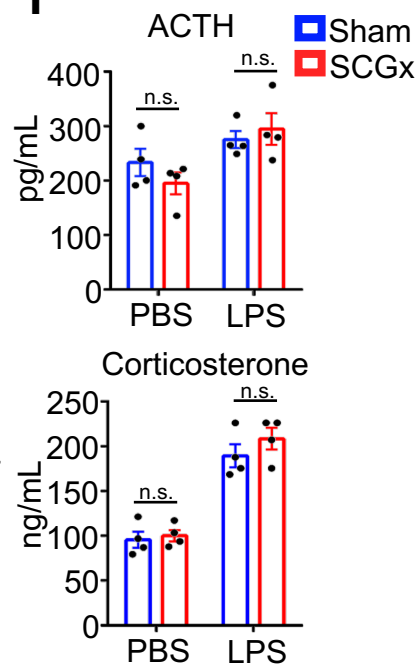 ACTH
Sham
SCGx
400
300
200
100
0
pg/mL
n.s.
n.s.
PBS
LPS
Corticosterone
250
200
150
100
50
0
ng/mL
n.s.
n.s.
PBS
LPS